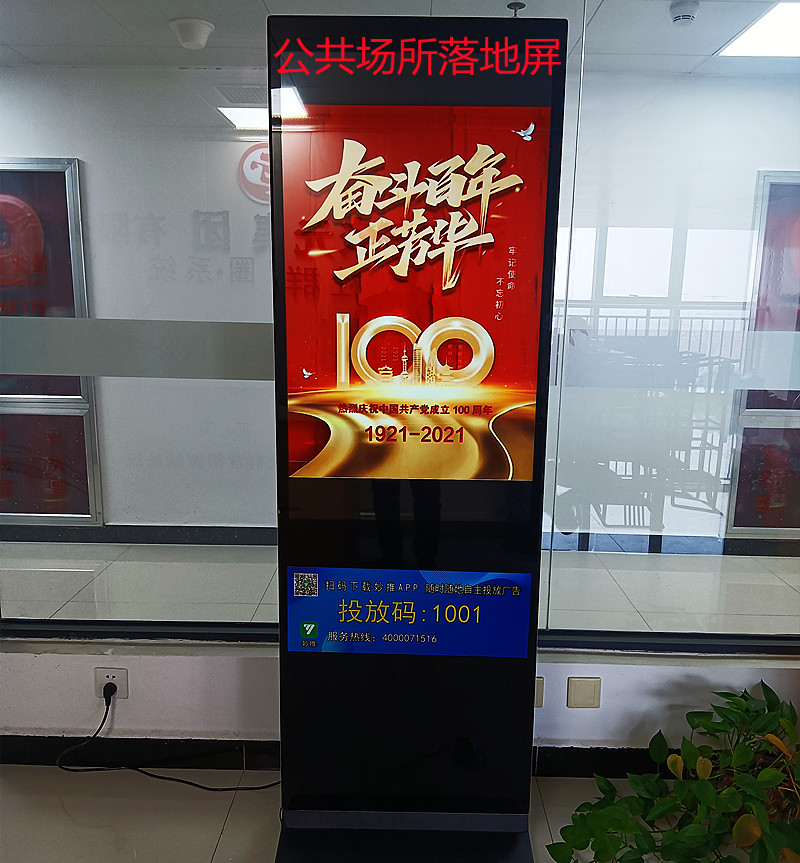 公共场所落地屏
奋斗百年
正芳华
牢记使命
不忘初心
100
热烈庆祝中国共产党成立100周年
1921-2021
扫码下载妙推APP 随时随地自主投放广告
投放码:1001
妙推
服务热线: 4000071516